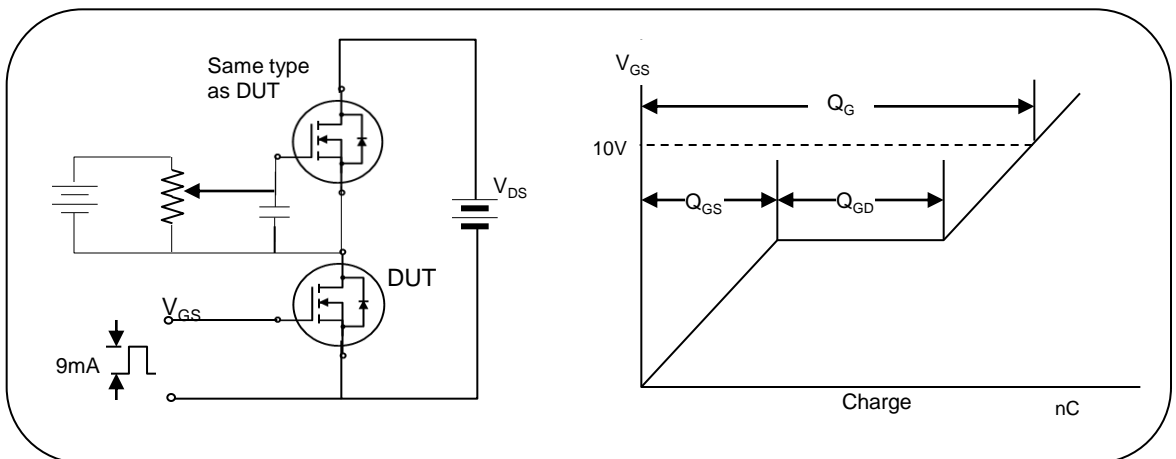 Same type
as DUT
V_DS
DUT
V_GS
9mA
V_GS
Q_G
10V
Q_GS
Q_GD
Charge
nC